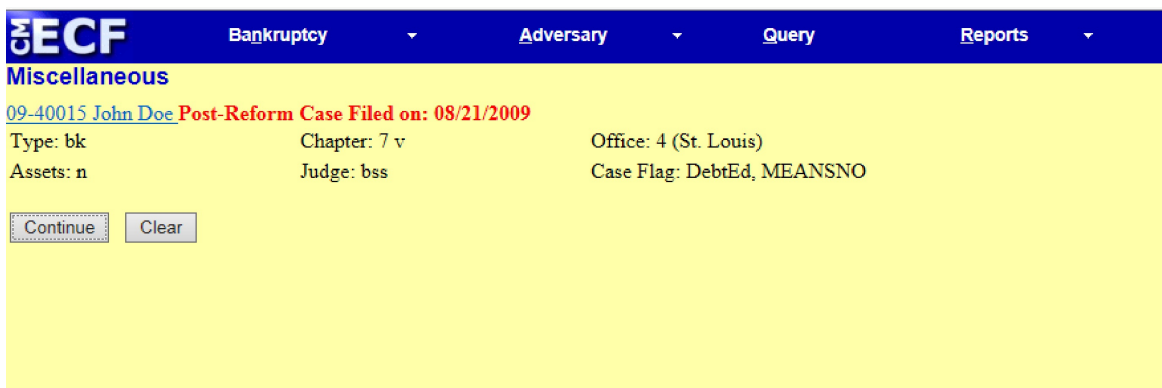 CM ECF Bankruptcy Adversary Query Reports
Miscellaneous
09-40015 John Doe Post-Reform Case Filed on: 08/21/2009
Type: bk Chapter: 7 v Office: 4 (St. Louis)
Assets: n Judge: bss Case Flag: DebtEd, MEANSNO
Continue Clear